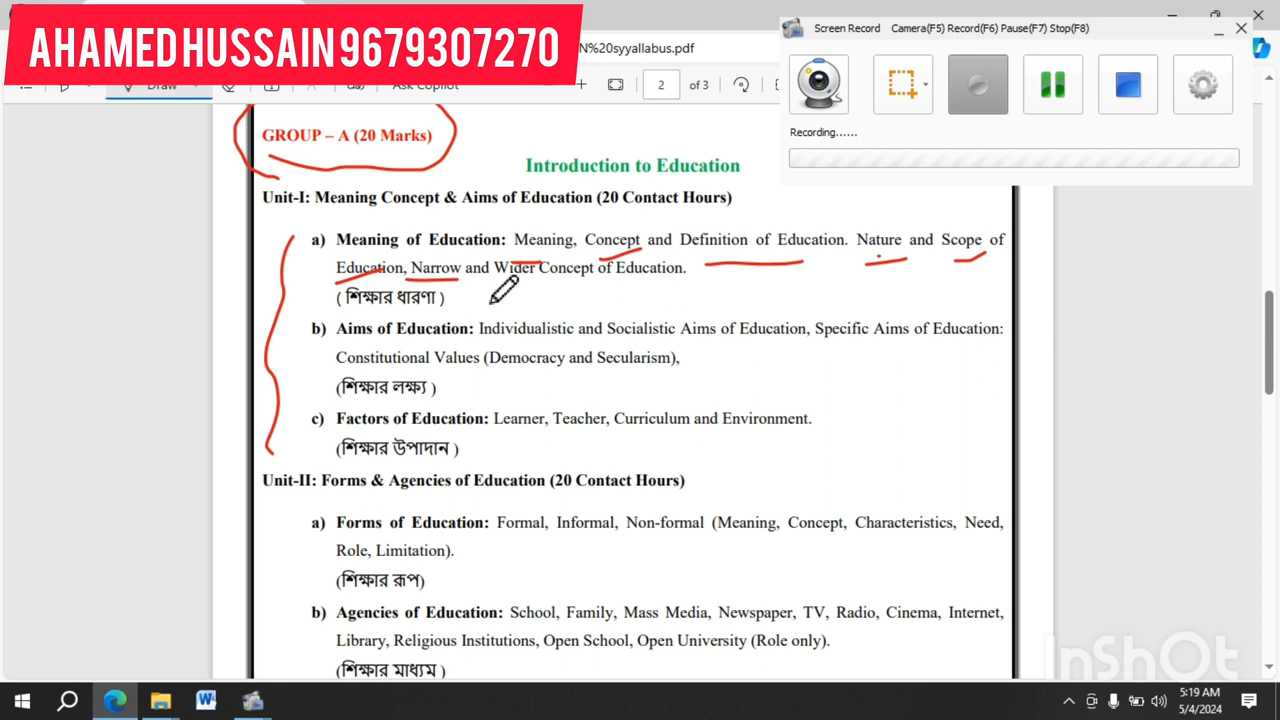 AHAMED HUSSAIN 9679307270
N%20syyallabus.pdf
Screen Record Camera(F5) Record(F6) Pause(F7) Stop(F8)
Draw
Ask Copilot
2 of 3
Recording......
GROUP – A (20 Marks)
Introduction to Education
Unit-I: Meaning Concept & Aims of Education (20 Contact Hours)
a) Meaning of Education: Meaning, Concept and Definition of Education. Nature and Scope of
Education, Narrow and Wider Concept of Education.
( শিক্ষার ধারণা )
b) Aims of Education: Individualistic and Socialistic Aims of Education, Specific Aims of Education:
Constitutional Values (Democracy and Secularism),
(শিক্ষার লক্ষ্য )
c) Factors of Education: Learner, Teacher, Curriculum and Environment.
(শিক্ষার উপাদান )
Unit-II: Forms & Agencies of Education (20 Contact Hours)
a) Forms of Education: Formal, Informal, Non-formal (Meaning, Concept, Characteristics, Need,
Role, Limitation).
(শিক্ষার রূপ)
b) Agencies of Education: School, Family, Mass Media, Newspaper, TV, Radio, Cinema, Internet,
Library, Religious Institutions, Open School, Open University (Role only).
(শিক্ষার মাধ্যম )
InShOt
5:19 AM
5/4/2024